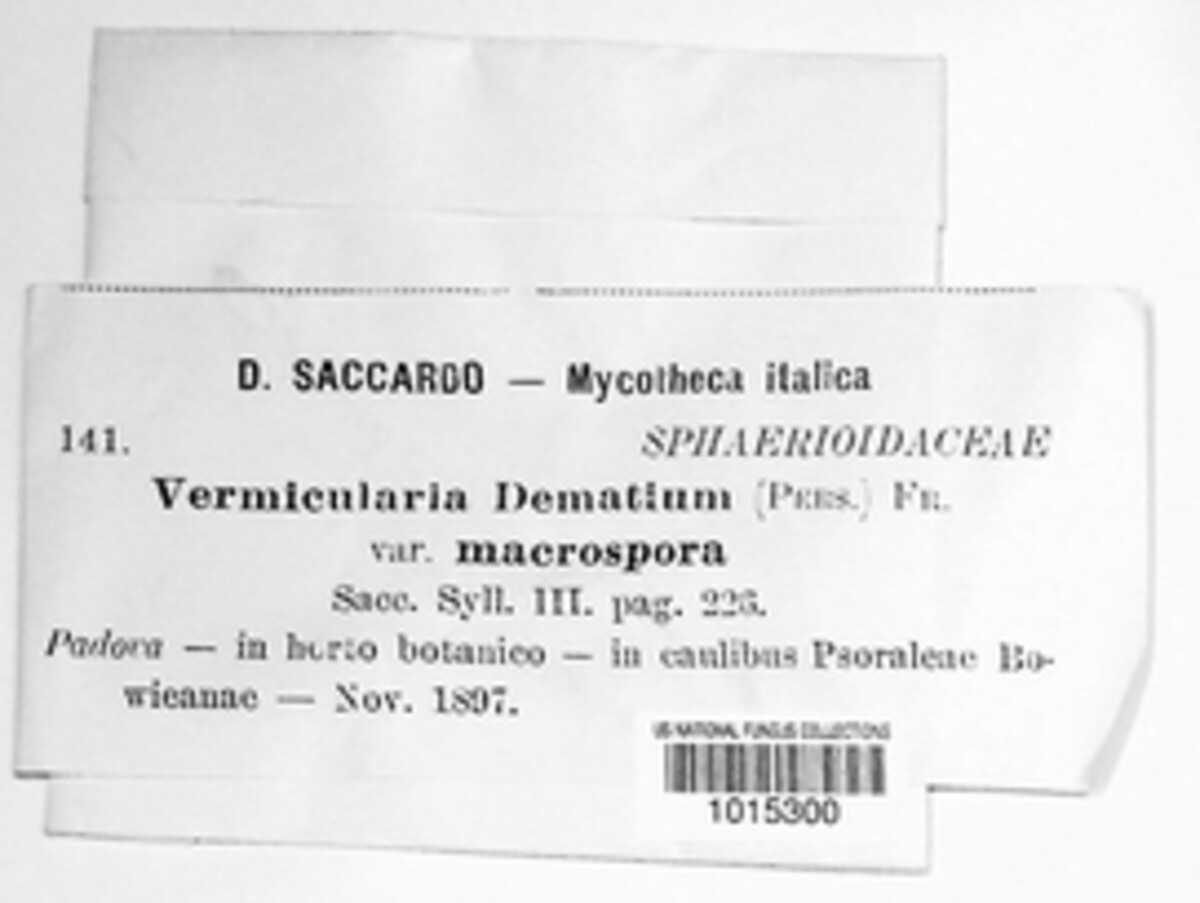 D. SACCARDO — Mycotheca italica
141. SPHAERIOIDACEAE
Vermicularia Dematium (PERS.) FR.
var. macrospora
Sacc. Syll. III. pag. 226.
Padova — in horto botanico — in caulibus Psoraleae Bo-
wieanae — Nov. 1897.
US NATIONAL FUNGUS COLLECTIONS
1015300